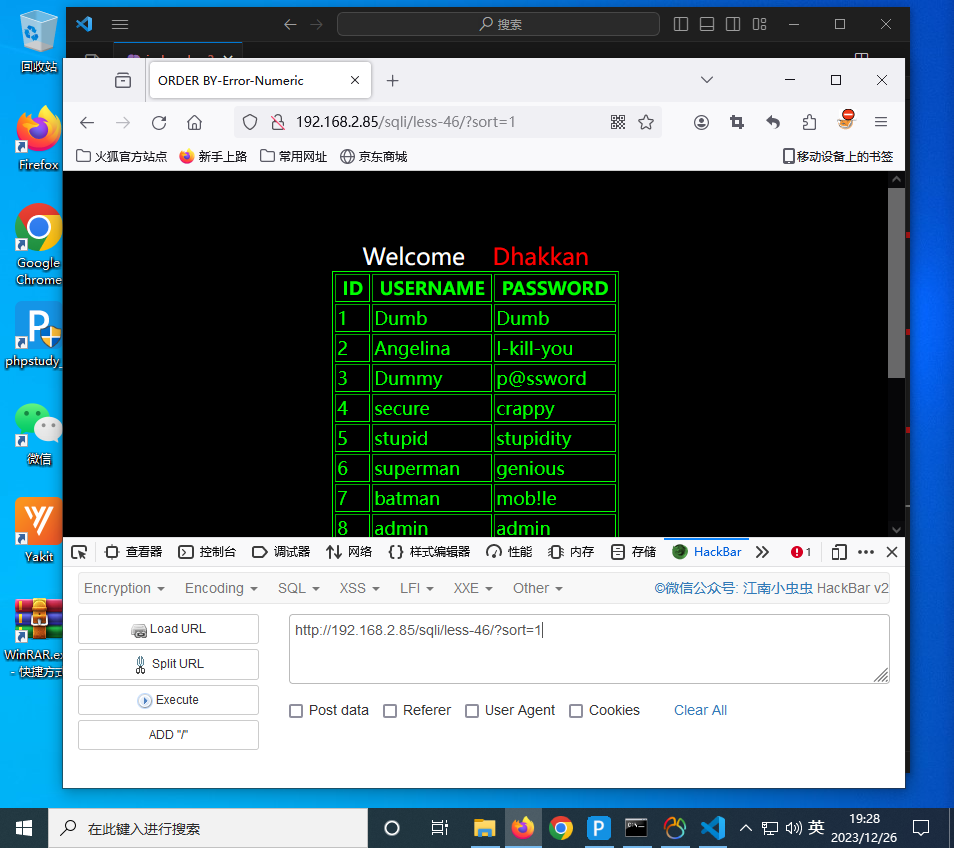 回收站
Firefox
Google
Chrome
phpstudy_
微信
Yakit
WinRAR.ex
- 快捷方式
搜索
ORDER BY-Error-Numeric
192.168.2.85/sqli/less-46/?sort=1
火狐官方站点 新手上路 常用网址 京东商城 移动设备上的书签
Welcome Dhakkan
ID USERNAME PASSWORD
1 Dumb Dumb
2 Angelina I-kill-you
3 Dummy p@ssword
4 secure crappy
5 stupid stupidity
6 superman genious
7 batman mob!le
8 admin admin
查看器 控制台 调试器 网络 样式编辑器 性能 内存 存储 HackBar 1
Encryption Encoding SQL XSS LFI XXE Other ©微信公众号: 江南小虫虫 HackBar v2
Load URL
http://192.168.2.85/sqli/less-46/?sort=1
Split URL
Execute
ADD "/"
Post data Referer User Agent Cookies Clear All
在此键入进行搜索
英
19:28
2023/12/26